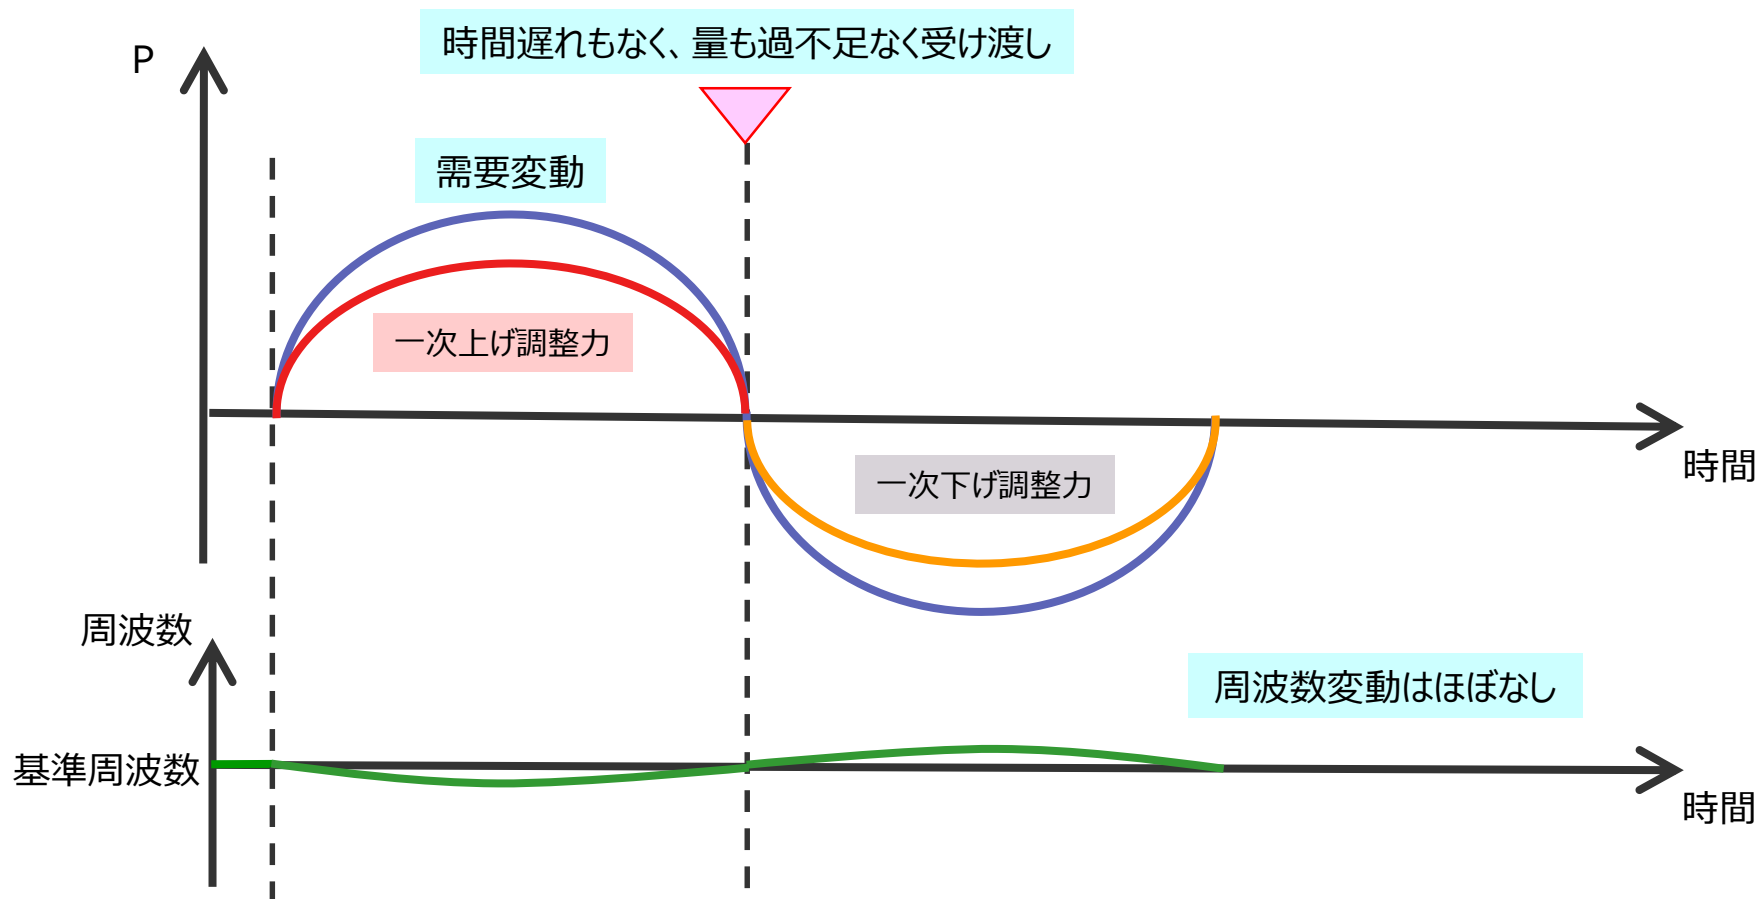 時間遅れもなく、量も過不足なく受け渡し
P
需要変動
一次上げ調整力
時間
一次下げ調整力
周波数
周波数変動はほぼなし
基準周波数
時間